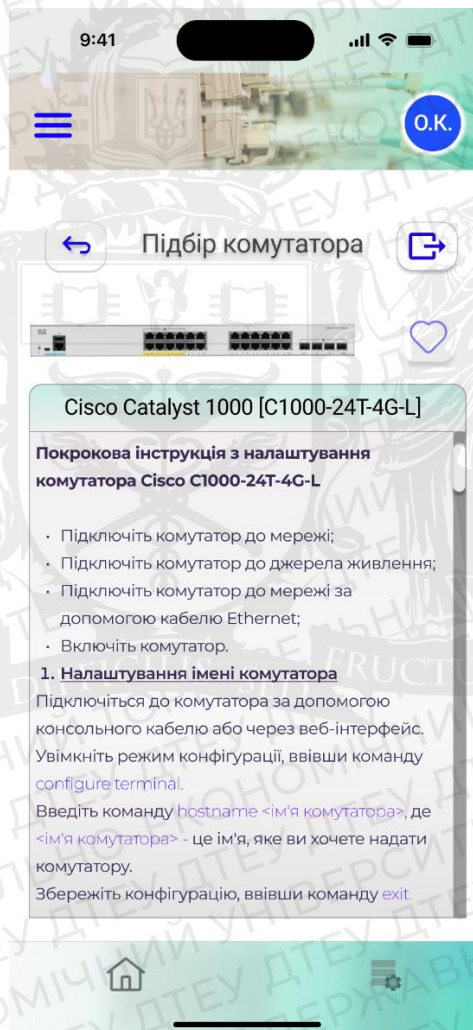 9:41
О.К.
Підбір комутатора
Cisco Catalyst 1000 [C1000-24T-4G-L]
Покрокова інструкція з налаштування
комутатора Cisco C1000-24T-4G-L
• Підключіть комутатор до мережі;
• Підключіть комутатор до джерела живлення;
• Підключіть комутатор до мережі за
допомогою кабелю Ethernet;
• Включіть комутатор.
1. Налаштування імені комутатора
Підключіться до комутатора за допомогою
консольного кабелю або через веб-інтерфейс.
Увімкніть режим конфігурації, ввівши команду
configure terminal.
Введіть команду hostname <ім'я комутатора>, де
<ім'я комутатора> - це ім'я, яке ви хочете надати
комутатору.
Збережіть конфігурацію, ввівши команду exit.